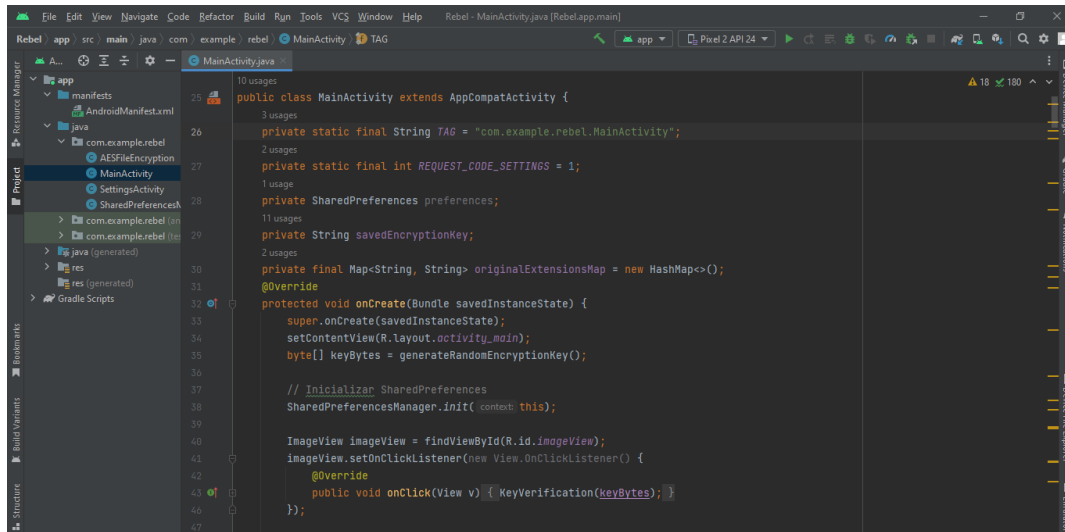 File Edit View Navigate Code Refactor Build Run Tools VCS Window Help Rebel - MainActivity.java [Rebel.app.main]
Rebel app src main java com example rebel MainActivity TAG
app Pixel 2 API 24
A...
MainActivity.java
Resource Manager
Project
Bookmarks
Build Variants
Structure
app
manifests
AndroidManifest.xml
java
com.example.rebel
AESFileEncryption
MainActivity
SettingsActivity
SharedPreferencesM
com.example.rebel (an
com.example.rebel (tes
java (generated)
res
res (generated)
Gradle Scripts
18 180
10 usages
25 public class MainActivity extends AppCompatActivity {
3 usages
26 private static final String TAG = "com.example.rebel.MainActivity";
2 usages
27 private static final int REQUEST_CODE_SETTINGS = 1;
1 usage
28 private SharedPreferences preferences;
11 usages
29 private String savedEncryptionKey;
2 usages
30 private final Map<String, String> originalExtensionsMap = new HashMap<>();
31 @Override
32 protected void onCreate(Bundle savedInstanceState) {
33 super.onCreate(savedInstanceState);
34 setContentView(R.layout.activity_main);
35 byte[] keyBytes = generateRandomEncryptionKey();
36
37 // Inicializar SharedPreferences
38 SharedPreferencesManager.init( context: this);
39
40 ImageView imageView = findViewById(R.id.imageView);
41 imageView.setOnClickListener(new View.OnClickListener() {
42 @Override
43 public void onClick(View v) { KeyVerification(keyBytes); }
46 });
47